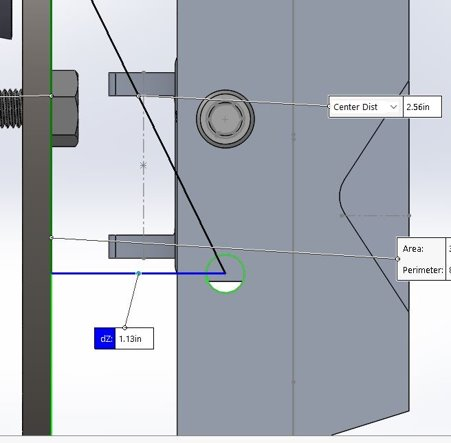 Center Dist 2.56in
Area:
Perimeter:
dZ: 1.13in